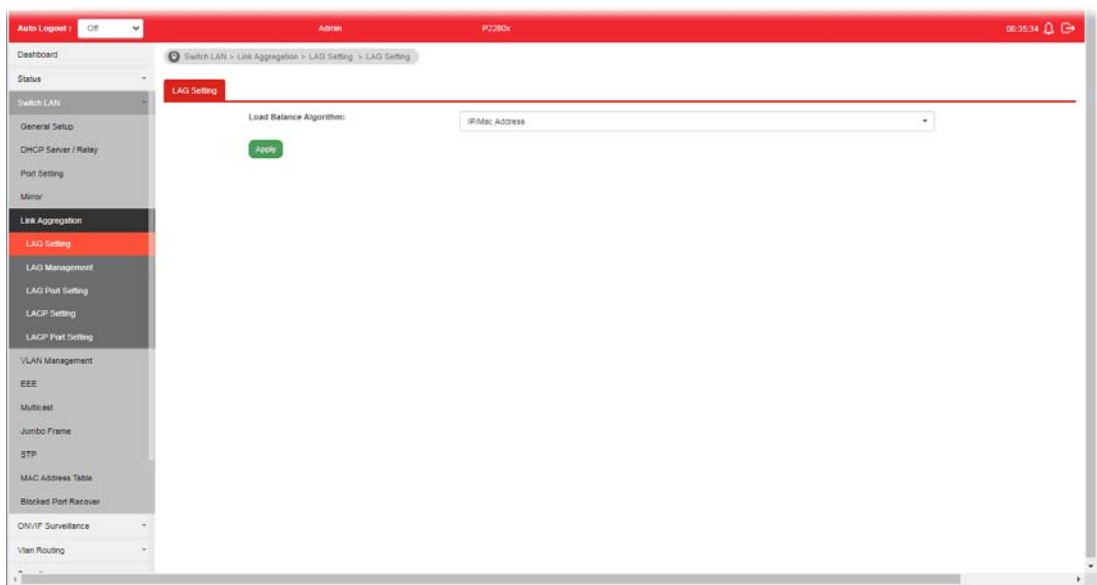 Auto Logout : Off Admin P2280x 06:35:34
Dashboard
Switch LAN > Link Aggregation > LAG Setting > LAG Setting
Status
LAG Setting
Switch LAN
Load Balance Algorithm: IP/Mac Address
General Setup
DHCP Server / Relay
Apply
Port Setting
Mirror
Link Aggregation
LAG Setting
LAG Management
LAG Port Setting
LACP Setting
LACP Port Setting
VLAN Management
EEE
Multicast
Jumbo Frame
STP
MAC Address Table
Blocked Port Recover
ONVIF Surveillance
Vlan Routing